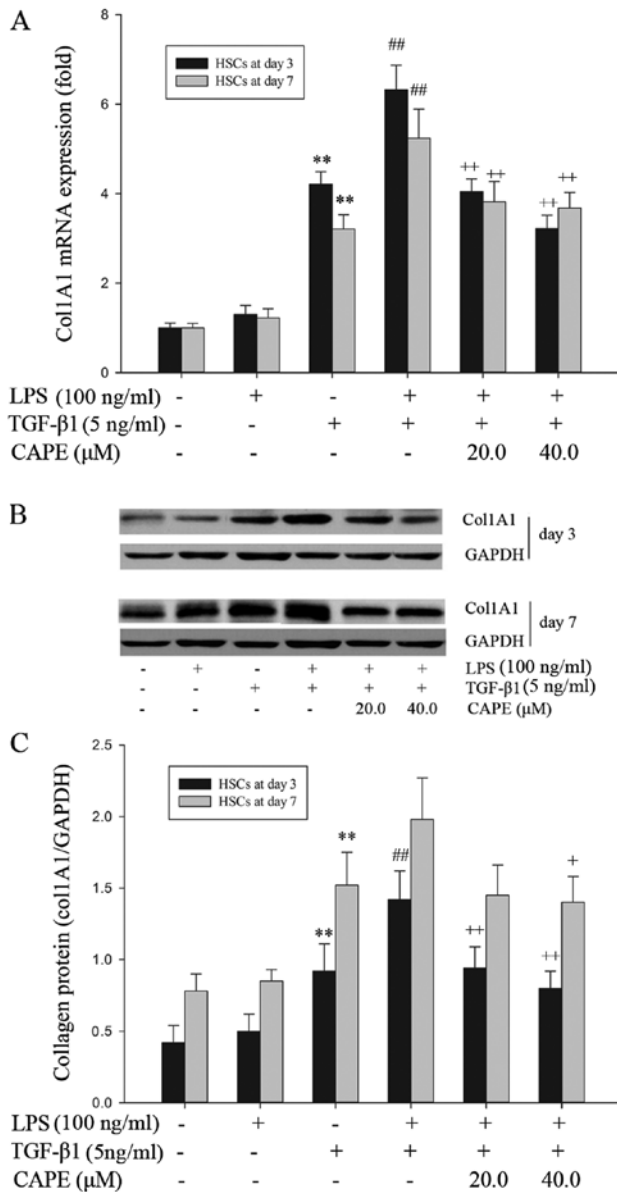 A
Col1A1 mRNA expression (fold)
8
6
4
2
0
HSCs at day 3
HSCs at day 7
** ** ## ## ++ ++ ++ ++
LPS (100 ng/ml) - + - + + +
TGF-β1 (5 ng/ml) - - + + + +
CAPE (μM) - - - - 20.0 40.0
B
Col1A1
GAPDH
day 3
Col1A1
GAPDH
day 7
- + - + + + LPS (100 ng/ml)
- - + + + + TGF-β1 (5 ng/ml)
- - - - 20.0 40.0 CAPE (μM)
C
Collagen protein (col1A1/GAPDH)
2.5
2.0
1.5
1.0
0.5
0.0
HSCs at day 3
HSCs at day 7
** ** ## ++ ++ +
LPS (100 ng/ml) - + - + + +
TGF-β1 (5ng/ml) - - + + + +
CAPE (μM) - - - - 20.0 40.0